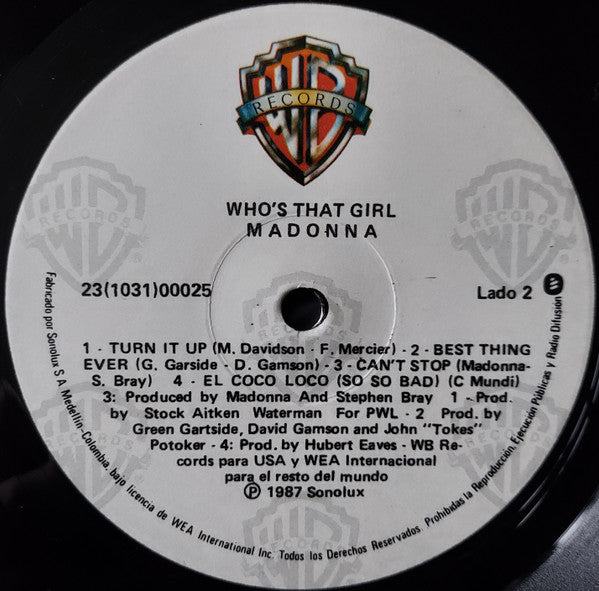 WB
RECORDS
WHO'S THAT GIRL
MADONNA
23(1031)00025
Lado 2
1 - TURN IT UP (M. Davidson - F. Mercier) - 2 - BEST THING
EVER (G. Garside - D. Gamson) - 3 - CAN'T STOP (Madonna-
S. Bray) 4 - EL COCO LOCO (SO SO BAD) (C Mundi)
3: Produced by Madonna And Stephen Bray 1 - Prod.
by Stock Aitken Waterman For PWL - 2 Prod. by
Green Gartside, David Gamson and John "Tokes"
Potoker - 4: Prod. by Hubert Eaves - WB Re-
cords para USA y WEA Internacional
para el resto del mundo
Ⓟ 1987 Sonolux
Fabricado por Sonolux S A Medellín-Colombia, bajo licencia de WEA International Inc. Todos los Derechos Reservados. Prohibidas la Reproducción, Ejecución Públicas y Radio Difusión
WB
RECORDS
WB
RECORDS